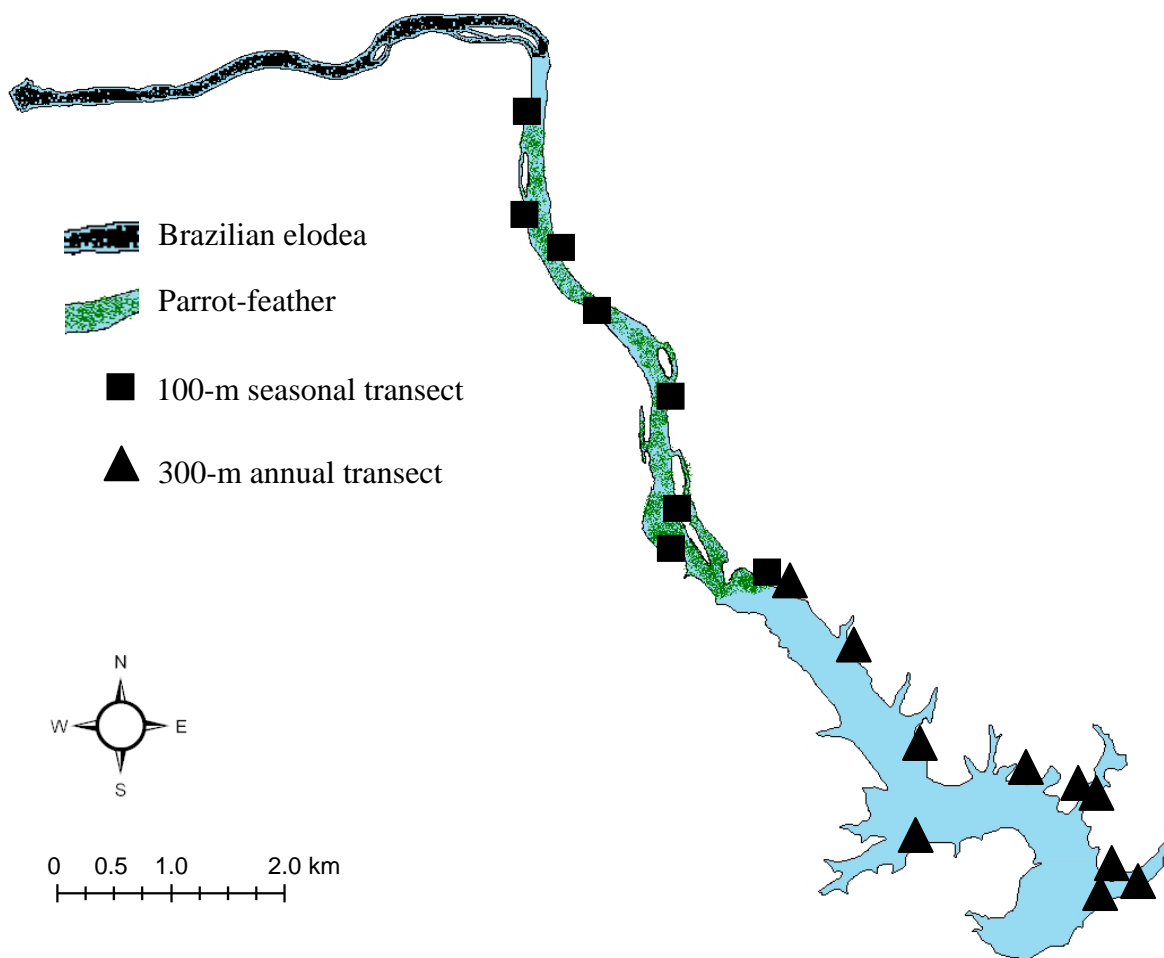 Brazilian elodea
Parrot-feather
100-m seasonal transect
300-m annual transect
N
W E
S
0 0.5 1.0 2.0 km